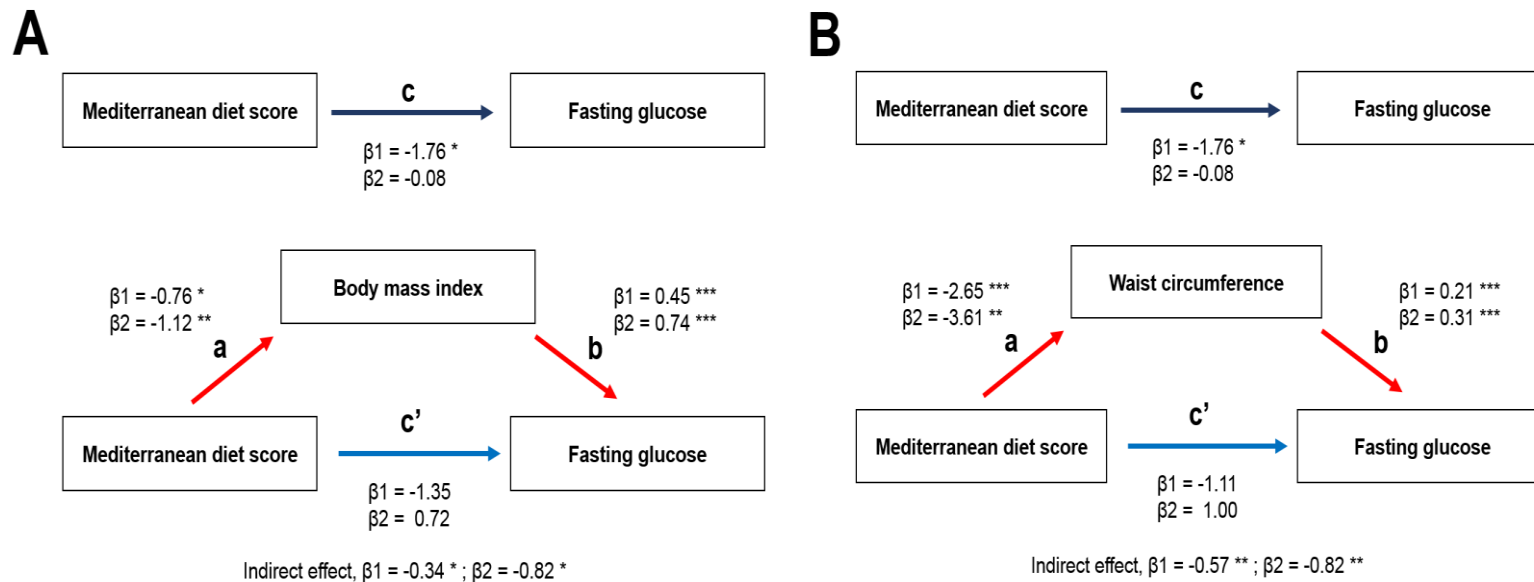 A
Mediterranean diet score
c
Fasting glucose
β1 = -1.76 *
β2 = -0.08
Body mass index
β1 = -0.76 *
β2 = -1.12 **
a
β1 = 0.45 ***
β2 = 0.74 ***
b
Mediterranean diet score
c’
Fasting glucose
β1 = -1.35
β2 = 0.72
Indirect effect, β1 = -0.34 * ; β2 = -0.82 *
B
Mediterranean diet score
c
Fasting glucose
β1 = -1.76 *
β2 = -0.08
Waist circumference
β1 = -2.65 ***
β2 = -3.61 **
a
β1 = 0.21 ***
β2 = 0.31 ***
b
Mediterranean diet score
c’
Fasting glucose
β1 = -1.11
β2 = 1.00
Indirect effect, β1 = -0.57 ** ; β2 = -0.82 **